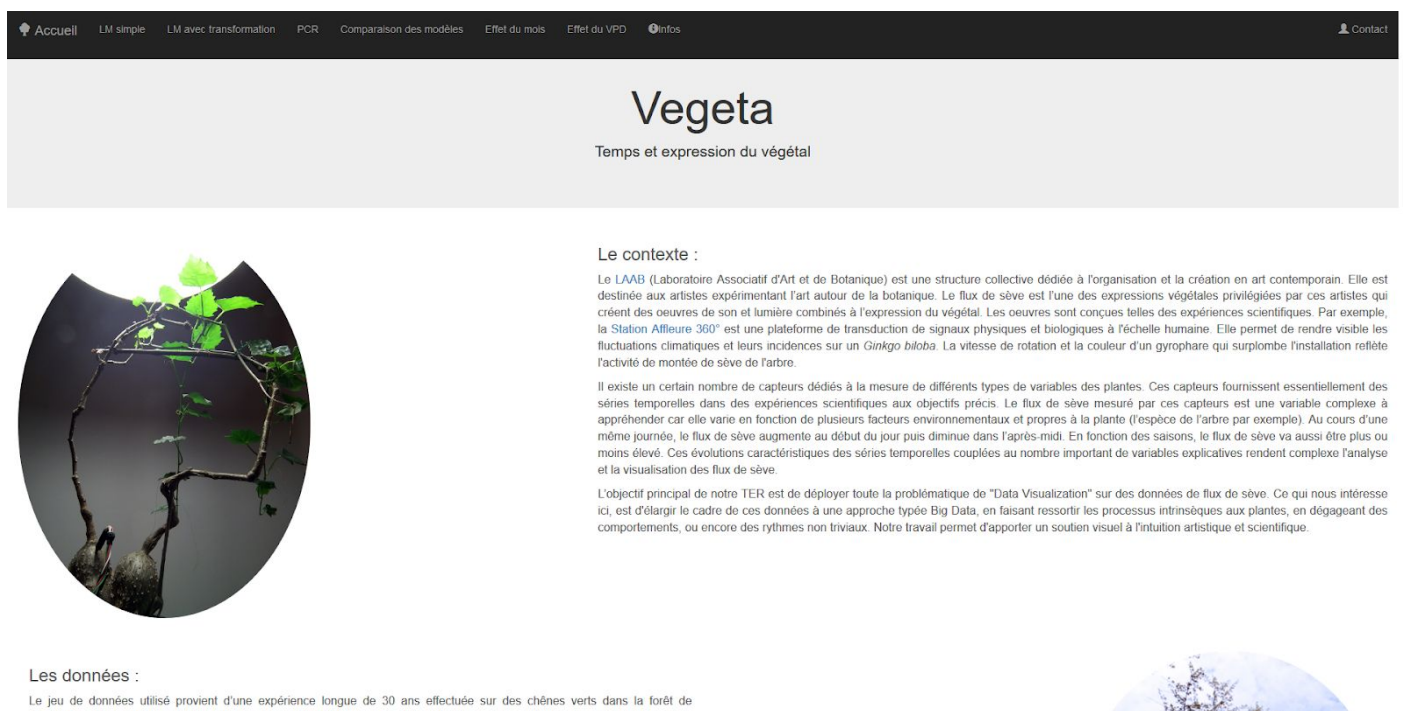 Accueil LM simple LM avec transformation PCR Comparaison des modèles Effet du mois Effet du VPD Infos Contact
Vegeta
Temps et expression du végétal
Le contexte :
Le LAAB (Laboratoire Associatif d'Art et de Botanique) est une structure collective dédiée à l'organisation et la création en art contemporain. Elle est
destinée aux artistes expérimentant l'art autour de la botanique. Le flux de sève est l'une des expressions végétales privilégiées par ces artistes qui
créent des oeuvres de son et lumière combinés à l'expression du végétal. Les oeuvres sont conçues telles des expériences scientifiques. Par exemple,
la Station Affleure 360° est une plateforme de transduction de signaux physiques et biologiques à l'échelle humaine. Elle permet de rendre visible les
fluctuations climatiques et leurs incidences sur un Ginkgo biloba. La vitesse de rotation et la couleur d'un gyrophare qui surplombe l'installation reflète
l'activité de montée de sève de l'arbre.
Il existe un certain nombre de capteurs dédiés à la mesure de différents types de variables des plantes. Ces capteurs fournissent essentiellement des
séries temporelles dans des expériences scientifiques aux objectifs précis. Le flux de sève mesuré par ces capteurs est une variable complexe à
appréhender car elle varie en fonction de plusieurs facteurs environnementaux et propres à la plante (l'espèce de l'arbre par exemple). Au cours d'une
même journée, le flux de sève augmente au début du jour puis diminue dans l'après-midi. En fonction des saisons, le flux de sève va aussi être plus ou
moins élevé. Ces évolutions caractéristiques des séries temporelles couplées au nombre important de variables explicatives rendent complexe l'analyse
et la visualisation des flux de sève.
L'objectif principal de notre TER est de déployer toute la problématique de "Data Visualization" sur des données de flux de sève. Ce qui nous intéresse
ici, est d'élargir le cadre de ces données à une approche typée Big Data, en faisant ressortir les processus intrinsèques aux plantes, en dégageant des
comportements, ou encore des rythmes non triviaux. Notre travail permet d'apporter un soutien visuel à l'intuition artistique et scientifique.
Les données :
Le jeu de données utilisé provient d'une expérience longue de 30 ans effectuée sur des chênes verts dans la forêt de